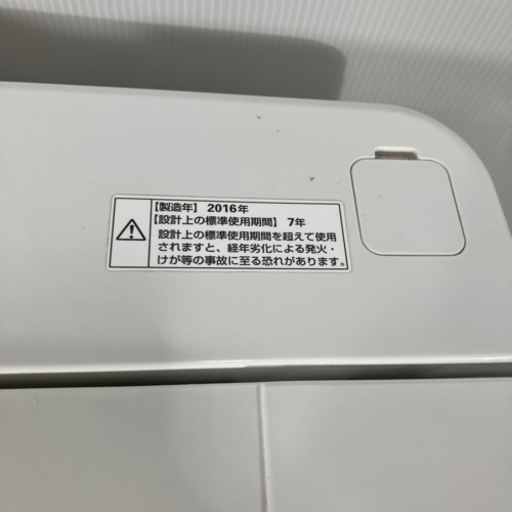 【製造年】 2016年
【設計上の標準使用期間】 7年
設計上の標準使用期間を超えて使用
されますと、経年劣化による発火・
けが等の事故に至る恐れがあります。